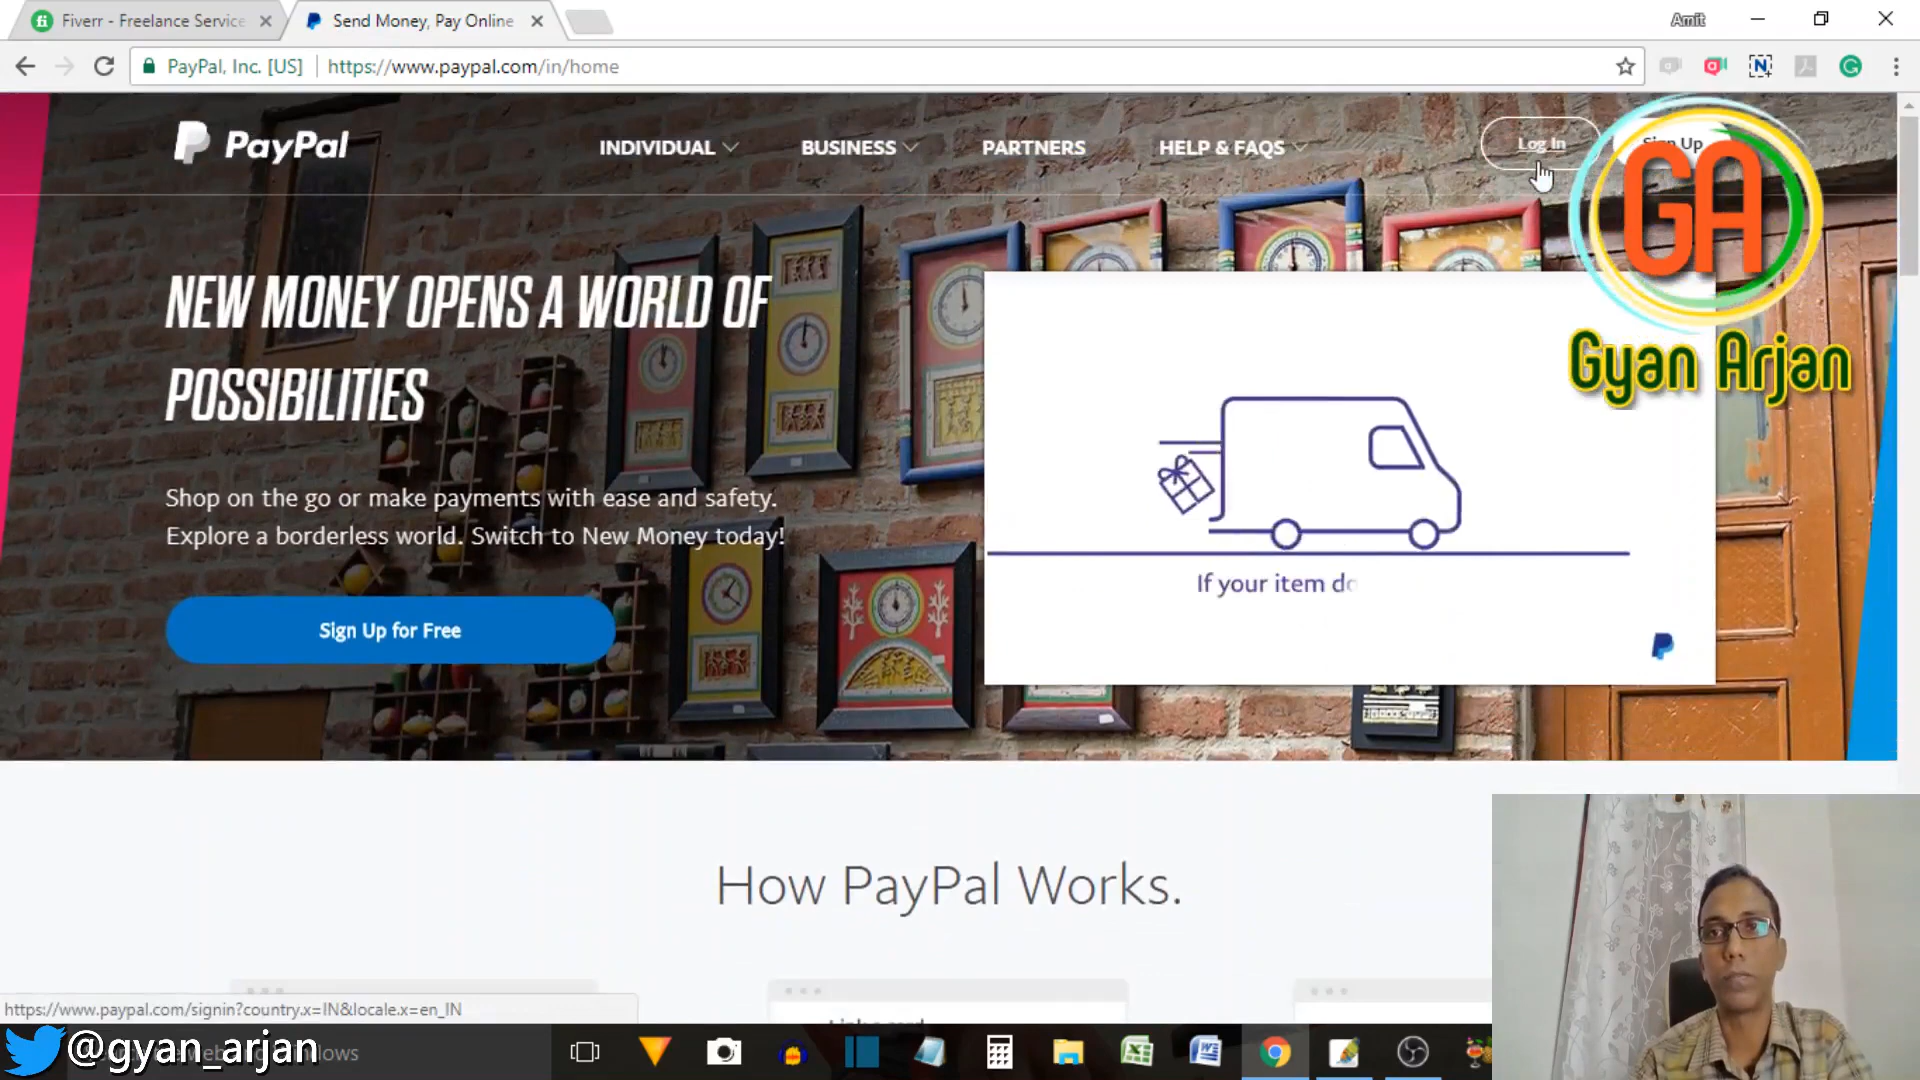 Fiverr - Freelance Service
Send Money, Pay Online
Amit
PayPal, Inc. [US]
https://www.paypal.com/in/home
PayPal
INDIVIDUAL
BUSINESS
PARTNERS
HELP & FAQS
Log In
Sign Up
GA
Gyan Arjan
NEW MONEY OPENS A WORLD OF
POSSIBILITIES
Shop on the go or make payments with ease and safety.
Explore a borderless world. Switch to New Money today!
Sign Up for Free
If your item do
How PayPal Works.
https://www.paypal.com/signin?country.x=IN&locale.x=en_IN
@gyan_arjan